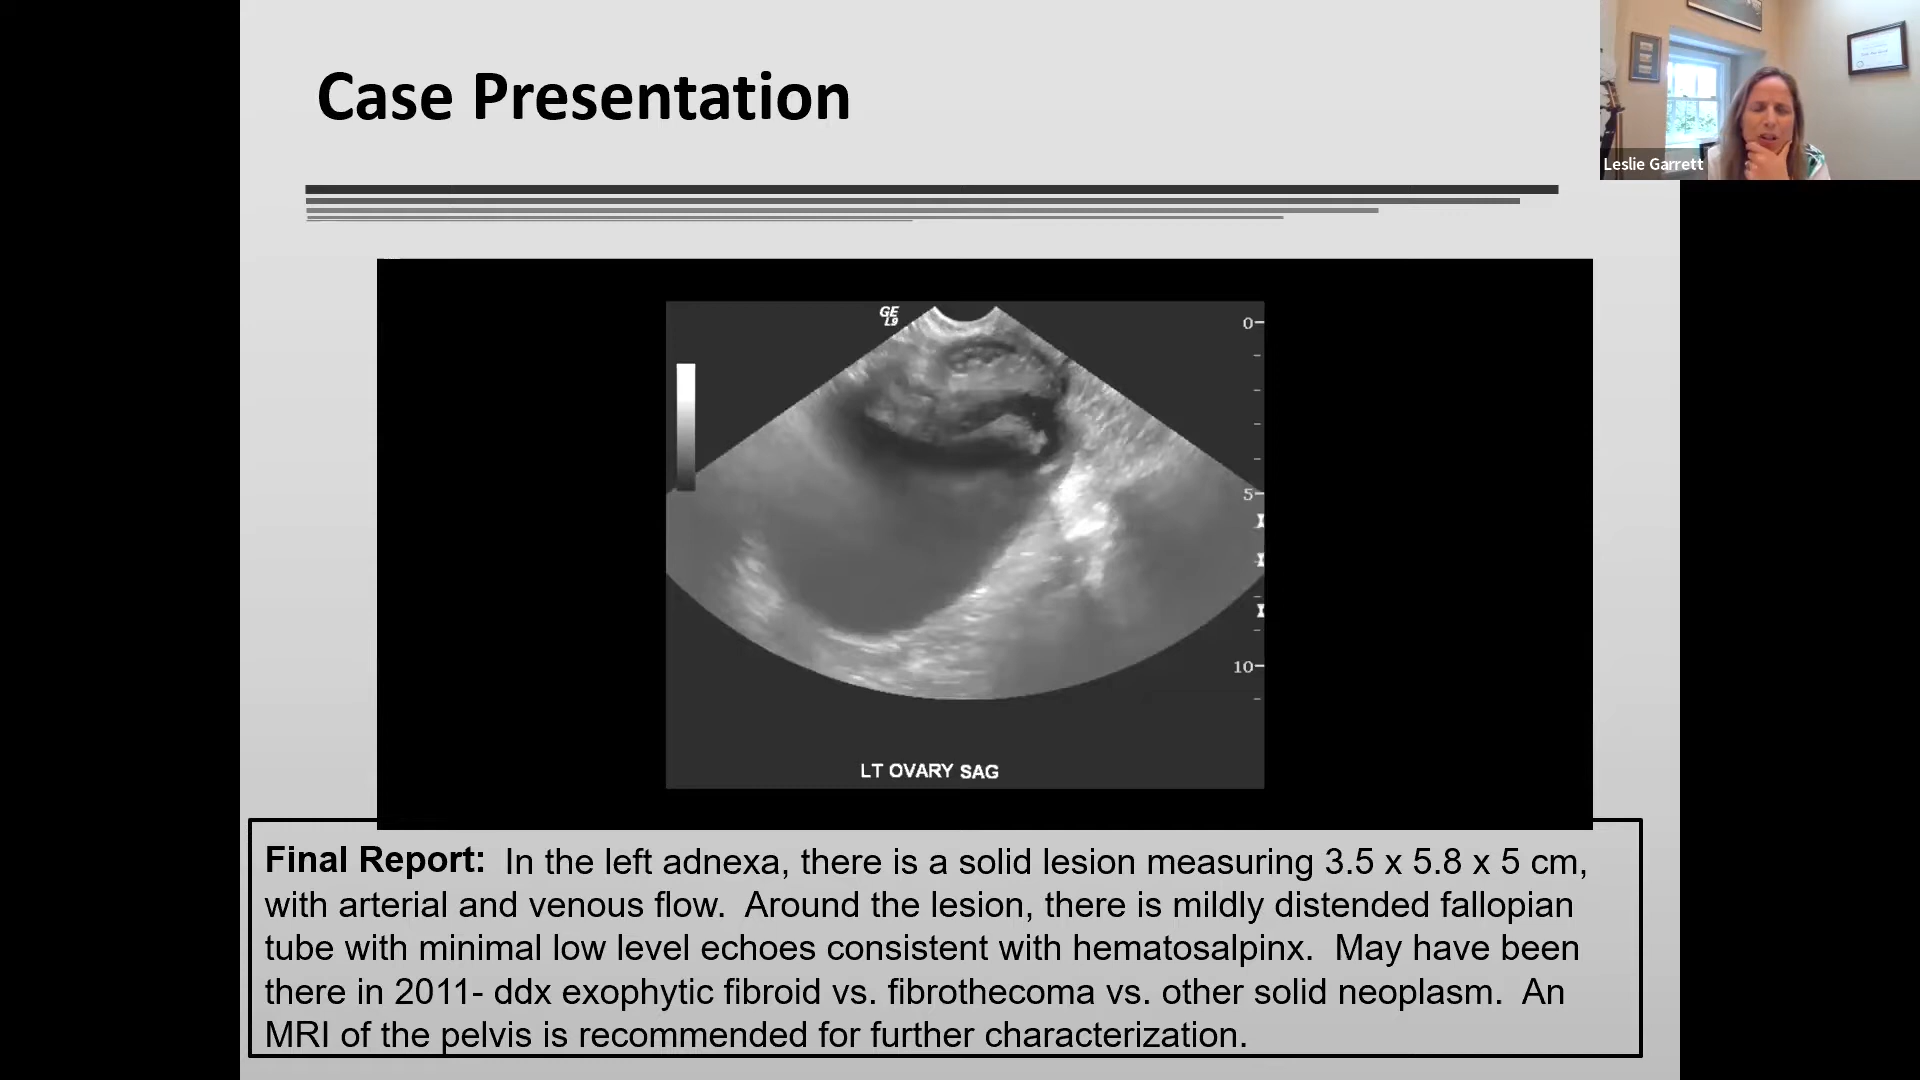 Case Presentation
Leslie Garrett
GE
L9
0
5
10
LT OVARY SAG
Final Report: In the left adnexa, there is a solid lesion measuring 3.5 x 5.8 x 5 cm,
with arterial and venous flow. Around the lesion, there is mildly distended fallopian
tube with minimal low level echoes consistent with hematosalpinx. May have been
there in 2011- ddx exophytic fibroid vs. fibrothecoma vs. other solid neoplasm. An
MRI of the pelvis is recommended for further characterization.